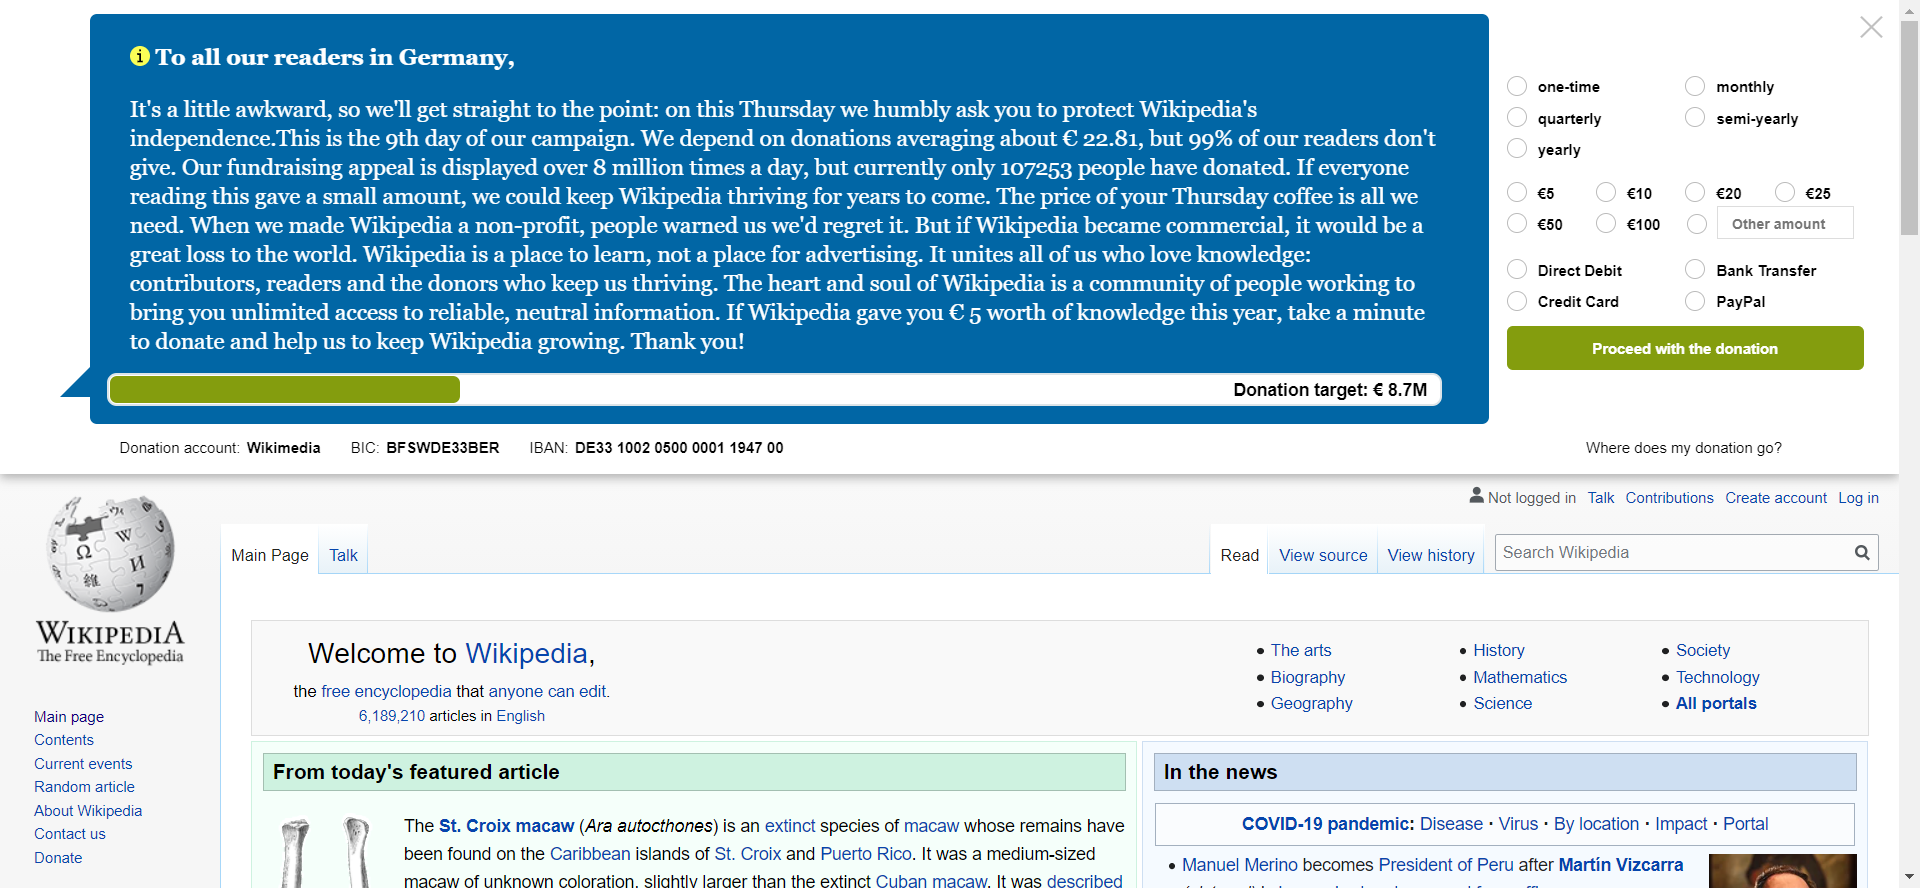 To all our readers in Germany,
It's a little awkward, so we'll get straight to the point: on this Thursday we humbly ask you to protect Wikipedia's
independence.This is the 9th day of our campaign. We depend on donations averaging about € 22.81, but 99% of our readers don't
give. Our fundraising appeal is displayed over 8 million times a day, but currently only 107253 people have donated. If everyone
reading this gave a small amount, we could keep Wikipedia thriving for years to come. The price of your Thursday coffee is all we
need. When we made Wikipedia a non-profit, people warned us we'd regret it. But if Wikipedia became commercial, it would be a
great loss to the world. Wikipedia is a place to learn, not a place for advertising. It unites all of us who love knowledge:
contributors, readers and the donors who keep us thriving. The heart and soul of Wikipedia is a community of people working to
bring you unlimited access to reliable, neutral information. If Wikipedia gave you € 5 worth of knowledge this year, take a minute
to donate and help us to keep Wikipedia growing. Thank you!
Donation target: € 8.7M
one-time monthly
quarterly semi-yearly
yearly
€5 €10 €20 €25
€50 €100 Other amount
Direct Debit Bank Transfer
Credit Card PayPal
Proceed with the donation
Donation account: Wikimedia BIC: BFSWDE33BER IBAN: DE33 1002 0500 0001 1947 00
Where does my donation go?
Not logged in Talk Contributions Create account Log in
WIKIPEDIA
The Free Encyclopedia
Main Page Talk
Read View source View history Search Wikipedia
Main page
Contents
Current events
Random article
About Wikipedia
Contact us
Donate
Welcome to Wikipedia,
the free encyclopedia that anyone can edit.
6,189,210 articles in English
The arts
Biography
Geography
History
Mathematics
Science
Society
Technology
All portals
From today's featured article
The St. Croix macaw (Ara autocthones) is an extinct species of macaw whose remains have
been found on the Caribbean islands of St. Croix and Puerto Rico. It was a medium-sized
macaw of unknown coloration, slightly larger than the extinct Cuban macaw. It was described
In the news
COVID-19 pandemic: Disease · Virus · By location · Impact · Portal
Manuel Merino becomes President of Peru after Martín Vizcarra